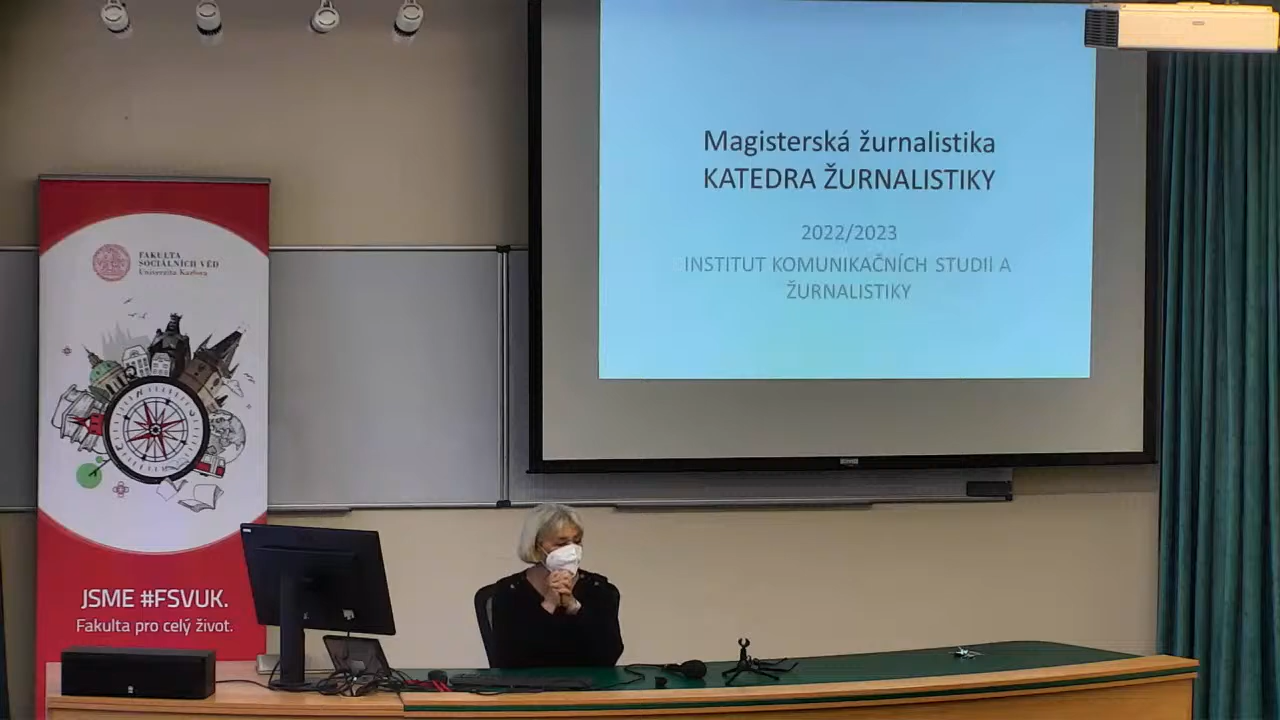 Magisterská žurnalistika
KATEDRA ŽURNALISTIKY
2022/2023
INSTITUT KOMUNIKAČNÍCH STUDIÍ A
ŽURNALISTIKY
FAKULTA
SOCIÁLNÍCH VĚD
Univerzita Karlova
JSME #FSVUK.
Fakulta pro celý život.